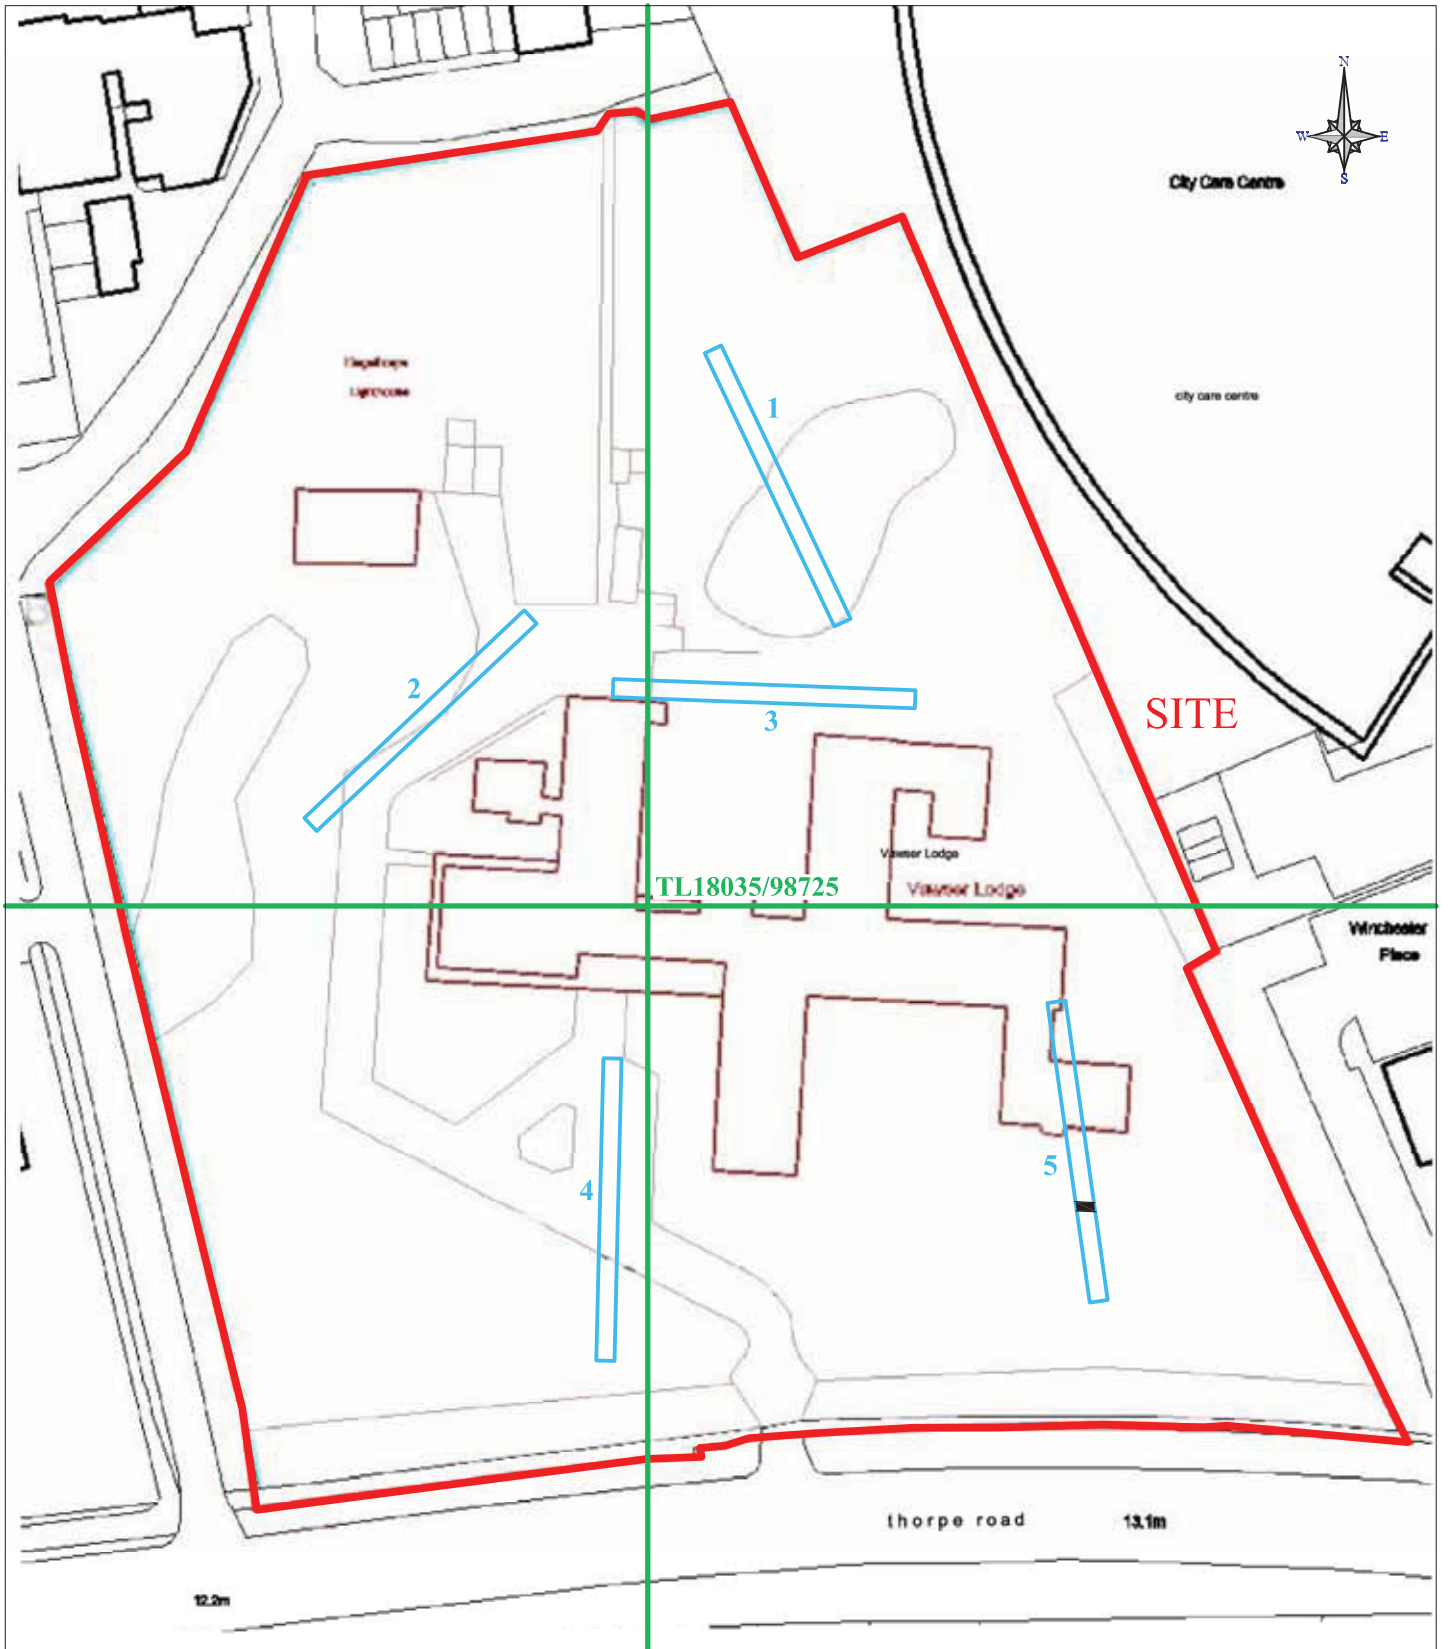 N
W E
S
City Care Centre
city care centre
Lighthouse
1
2
3
SITE
Vawser Lodge
Vawser Lodge
TL18035/98725
Winchester
Place
5
4
thorpe road 13.1m
12.2m